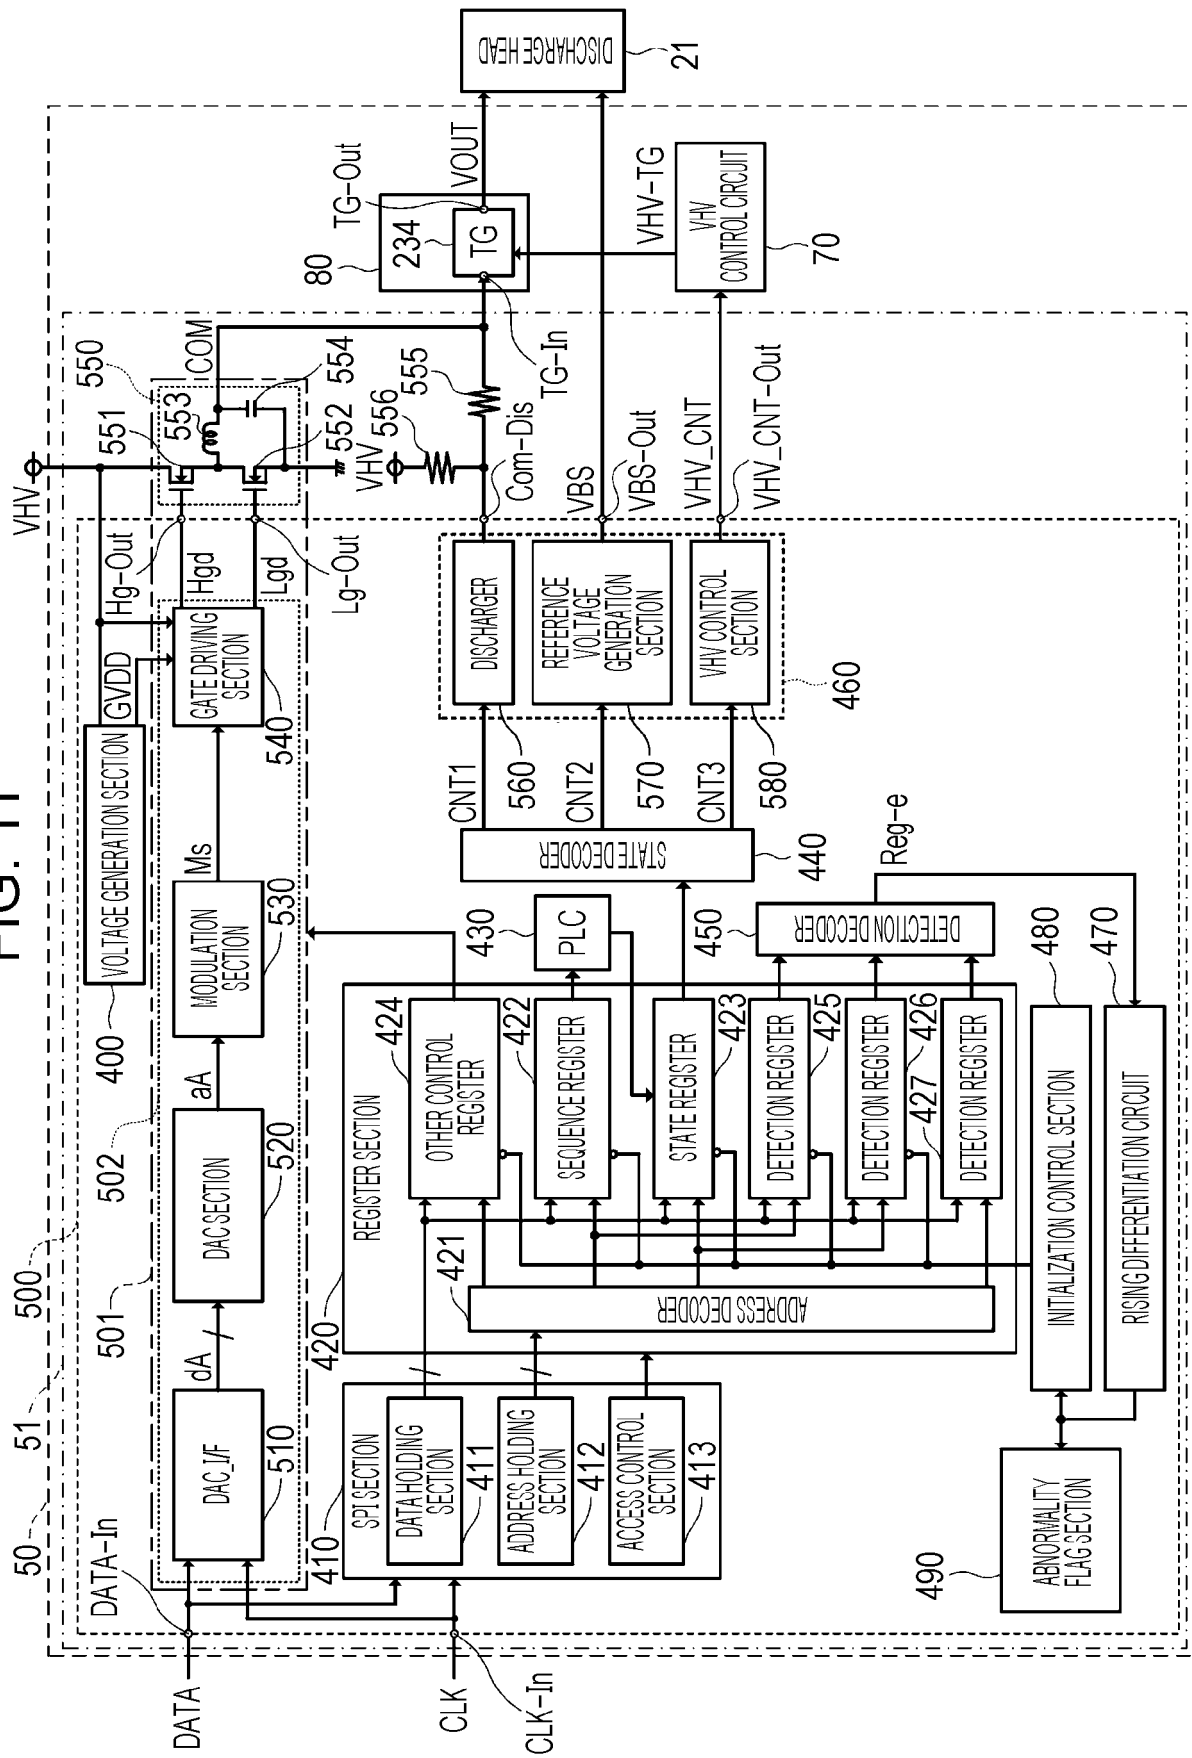 FIG. 11
50
51
500
501
502
VHV
400
VOLTAGE GENERATION SECTION
GVDD
Hg-Out
551
550
553
COM
DATA-In
DATA
DAC_I/F
510
dA
DAC SECTION
520
aA
MODULATION
SECTION
530
Ms
GATE DRIVING
SECTION
540
Hgd
Lgd
Lg-Out
552
554
VHV
556
555
CLK
CLK-In
410
SPI SECTION
DATA HOLDING
SECTION
411
ADDRESS HOLDING
SECTION
412
ACCESS CONTROL
SECTION
413
420
REGISTER SECTION
421
ADDRESS DECODER
OTHER CONTROL
REGISTER
424
SEQUENCE REGISTER
422
STATE REGISTER
423
DETECTION REGISTER
425
DETECTION REGISTER
426
427
DETECTION REGISTER
430
PLC
STATE DECODER
440
450
DETECTION DECODER
Reg-e
CNT1
CNT2
CNT3
DISCHARGER
560
REFERENCE
VOLTAGE
GENERATION
SECTION
570
VHV CONTROL
SECTION
580
460
Com-Dis
VBS
VBS-Out
VHV_CNT
VHV_CNT-Out
TG-In
80
234
TG
TG-Out
VOUT
VHV-TG
VHV
CONTROL CIRCUIT
70
DISCHARGE HEAD
21
490
ABNORMALITY
FLAG SECTION
INITIALIZATION CONTROL SECTION
480
RISING DIFFERENTIATION CIRCUIT
470